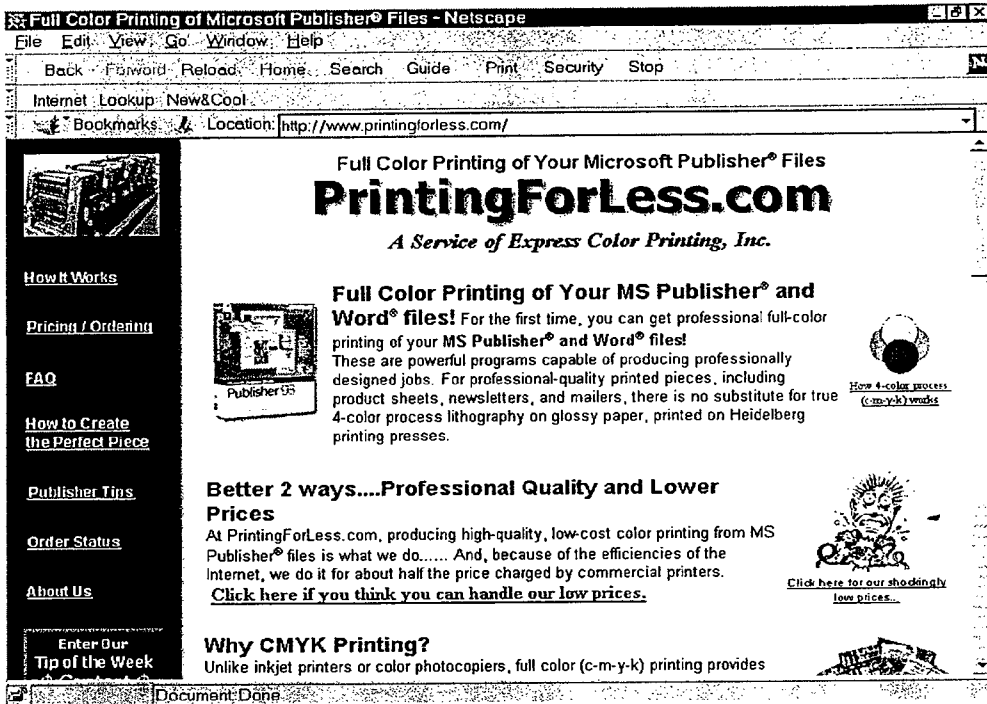 Full Color Printing of Microsoft Publisher® Files - Netscape
File Edit View Go Window Help
Back Forward Reload Home Search Guide Print Security Stop
N
Internet Lookup New&Cool
Bookmarks Location: http://www.printingforless.com/
Full Color Printing of Your Microsoft Publisher® Files
PrintingForLess.com
A Service of Express Color Printing, Inc.
How It Works
Pricing / Ordering
FAQ
How to Create
the Perfect Piece
Publisher Tips
Order Status
About Us
Enter Our
Tip of the Week
Contest
Publisher 98
Full Color Printing of Your MS Publisher® and
Word® files! For the first time, you can get professional full-color
printing of your MS Publisher® and Word® files!
These are powerful programs capable of producing professionally
designed jobs. For professional-quality printed pieces, including
product sheets, newsletters, and mailers, there is no substitute for true
4-color process lithography on glossy paper, printed on Heidelberg
printing presses.
How 4-color process
(c-m-y-k) works
Better 2 ways....Professional Quality and Lower
Prices
At PrintingForLess.com, producing high-quality, low-cost color printing from MS
Publisher® files is what we do...... And, because of the efficiencies of the
Internet, we do it for about half the price charged by commercial printers.
Click here if you think you can handle our low prices.
Click here for our shockingly
low prices..
Why CMYK Printing?
Unlike inkjet printers or color photocopiers, full color (c-m-y-k) printing provides
Document: Done